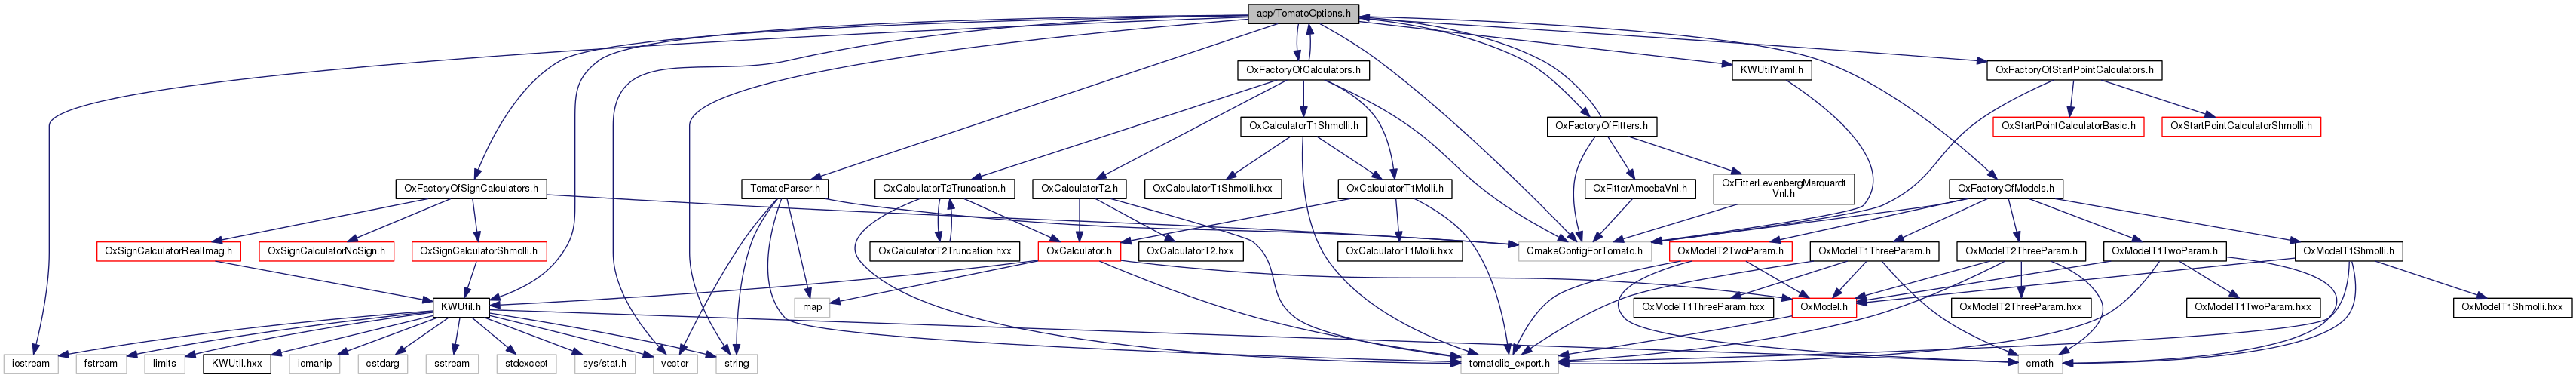 app/TomatoOptions.h
OxFactoryOfCalculators.h
KWUtilYaml.h
OxFactoryOfStartPointCalculators.h
OxCalculatorT1Shmolli.h
OxFactoryOfFitters.h
OxStartPointCalculatorBasic.h
OxStartPointCalculatorShmolli.h
OxFactoryOfSignCalculators.h
TomatoParser.h
OxCalculatorT2Truncation.h
OxCalculatorT2.h
OxCalculatorT1Shmolli.hxx
OxCalculatorT1Molli.h
OxFitterAmoebaVnl.h
OxFitterLevenbergMarquardt
Vnl.h
OxFactoryOfModels.h
OxSignCalculatorRealImag.h
OxSignCalculatorNoSign.h
OxSignCalculatorShmolli.h
OxCalculatorT2Truncation.hxx
OxCalculator.h
OxCalculatorT2.hxx
OxCalculatorT1Molli.hxx
CmakeConfigForTomato.h
OxModelT2TwoParam.h
OxModelT1ThreeParam.h
OxModelT2ThreeParam.h
OxModelT1TwoParam.h
OxModelT1Shmolli.h
KWUtil.h
map
OxModelT1ThreeParam.hxx
OxModel.h
OxModelT2ThreeParam.hxx
OxModelT1TwoParam.hxx
OxModelT1Shmolli.hxx
iostream
fstream
limits
KWUtil.hxx
iomanip
cstdarg
sstream
stdexcept
sys/stat.h
vector
string
tomatolib_export.h
cmath